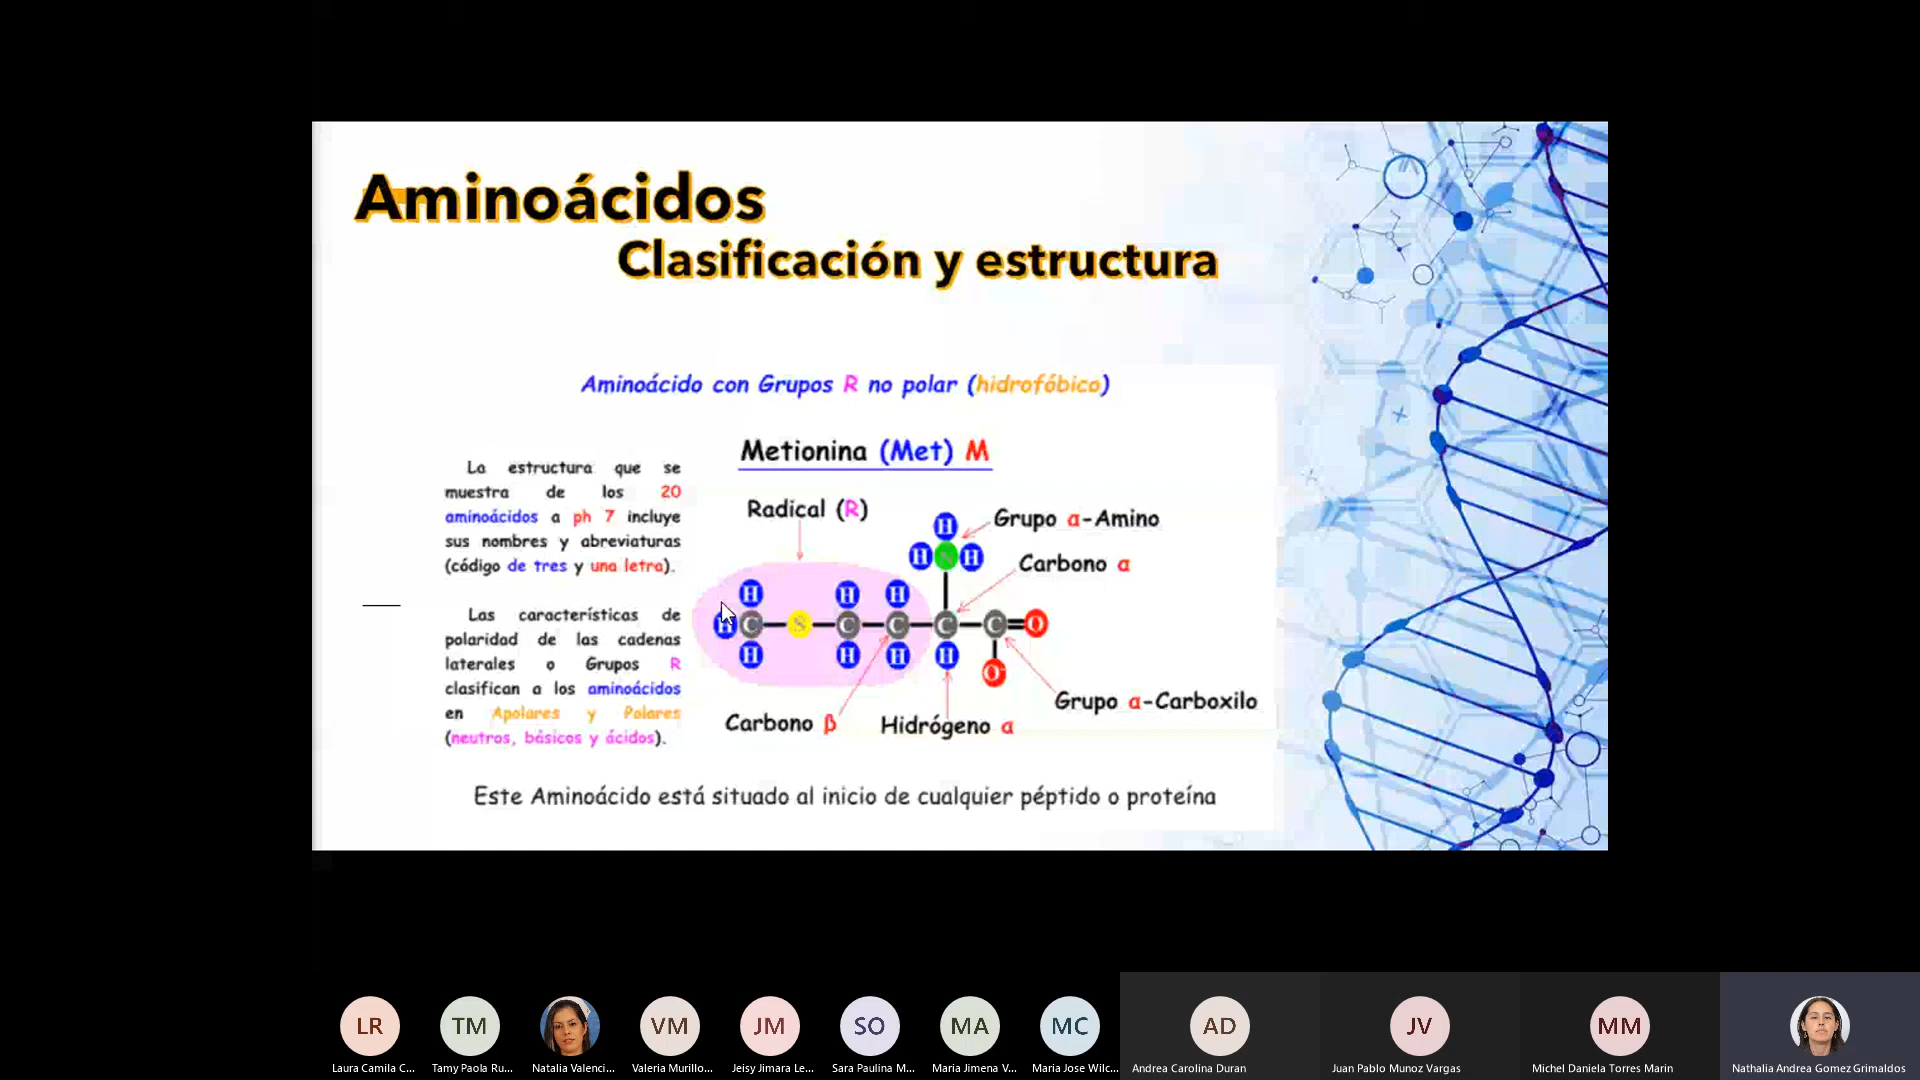 Aminoácidos
Clasificación y estructura
Aminoácido con Grupos R no polar (hidrofóbico)
La estructura que se
muestra de los 20
aminoácidos a ph 7 incluye
sus nombres y abreviaturas
(código de tres y una letra).
Las características de
polaridad de las cadenas
laterales o Grupos R
clasifican a los aminoácidos
en Apolares y Polares
(neutros, básicos y ácidos).
Metionina (Met) M
Radical (R)
Grupo α-Amino
Carbono α
H
H N H
H H H
H C S C C C C O
H H H H O⁻
Grupo α-Carboxilo
Carbono β
Hidrógeno α
Este Aminoácido está situado al inicio de cualquier péptido o proteína
LR TM VM JM SO MA MC AD JV MM
Laura Camila C... Tamy Paola Ru... Natalia Valenci... Valeria Murillo... Jeisy Jimara Le... Sara Paulina M... Maria Jimena V... Maria Jose Wilc... Andrea Carolina Duran Juan Pablo Munoz Vargas Michel Daniela Torres Marin Nathalia Andrea Gomez Grimaldos